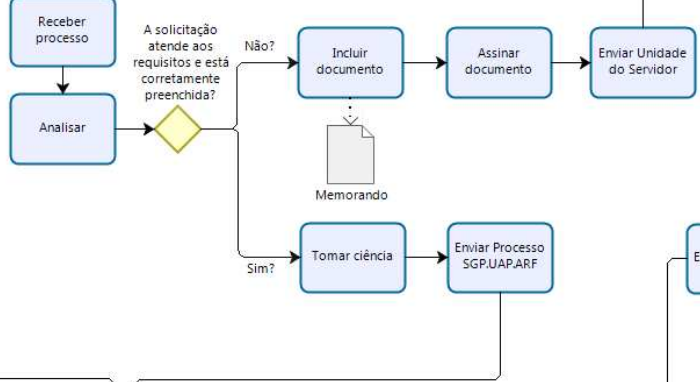 Receber
processo
A solicitação
atende aos
requisitos e está
corretamente
preenchida?
Não?
Incluir
documento
Assinar
documento
Enviar Unidade
do Servidor
Analisar
Memorando
Sim?
Tomar ciência
Enviar Processo
SGP.UAP.ARF
E